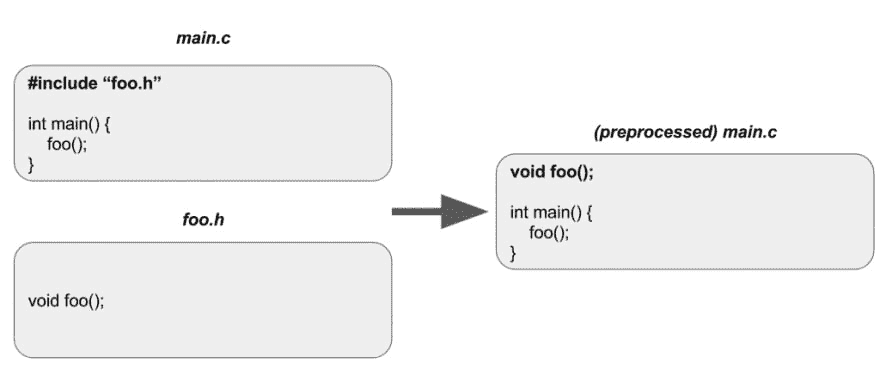 main.c
#include “foo.h”
int main() {
foo();
}
foo.h
void foo();
(preprocessed) main.c
void foo();
int main() {
foo();
}